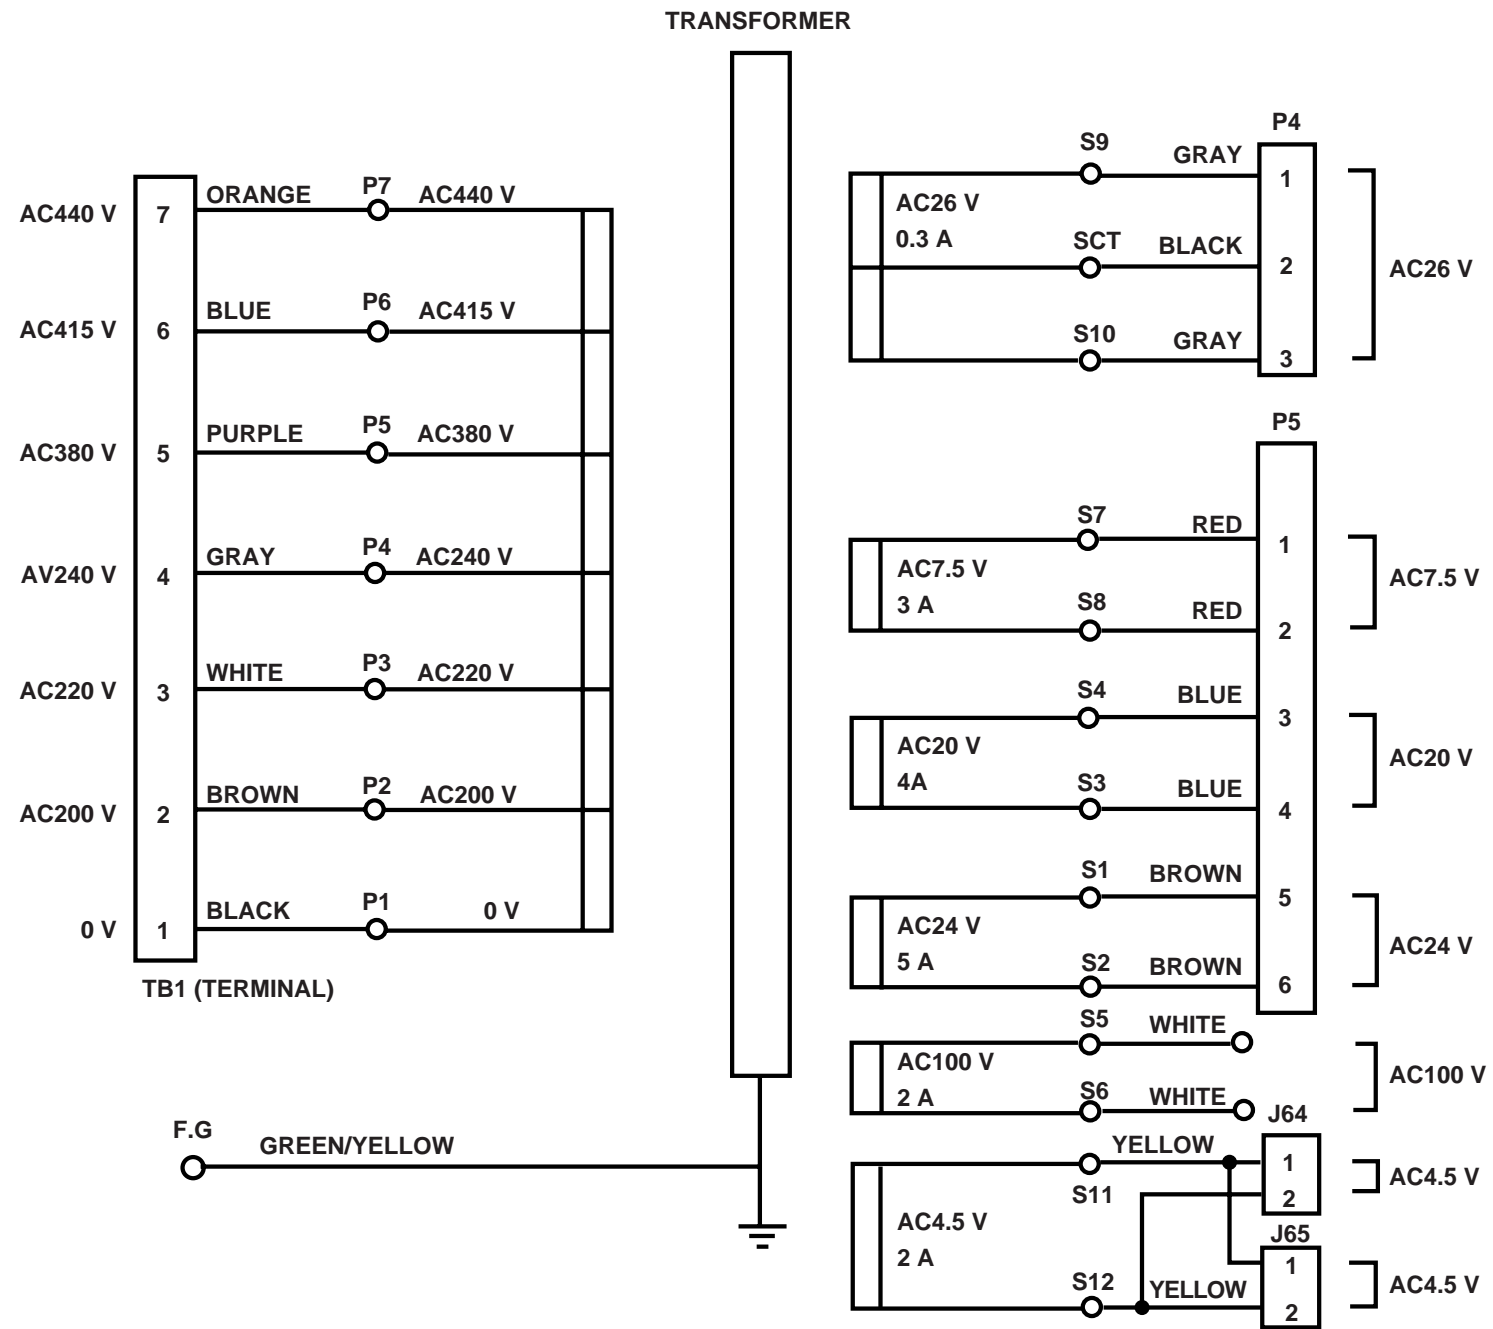 TRANSFORMER
AC440 V
7
ORANGE
P7
AC440 V
AC415 V
6
BLUE
P6
AC415 V
AC380 V
5
PURPLE
P5
AC380 V
AV240 V
4
GRAY
P4
AC240 V
AC220 V
3
WHITE
P3
AC220 V
AC200 V
2
BROWN
P2
AC200 V
0 V
1
BLACK
P1
0 V
TB1 (TERMINAL)
F.G
GREEN/YELLOW
P4
AC26 V
0.3 A
S9
GRAY
1
SCT
BLACK
2
S10
GRAY
3
AC26 V
P5
AC7.5 V
3 A
S7
RED
1
S8
RED
2
AC7.5 V
AC20 V
4A
S4
BLUE
3
S3
BLUE
4
AC20 V
AC24 V
5 A
S1
BROWN
5
S2
BROWN
6
AC24 V
AC100 V
2 A
S5
WHITE
S6
WHITE
AC100 V
AC4.5 V
2 A
S11
YELLOW
S12
YELLOW
J64
1
2
AC4.5 V
J65
1
2
AC4.5 V